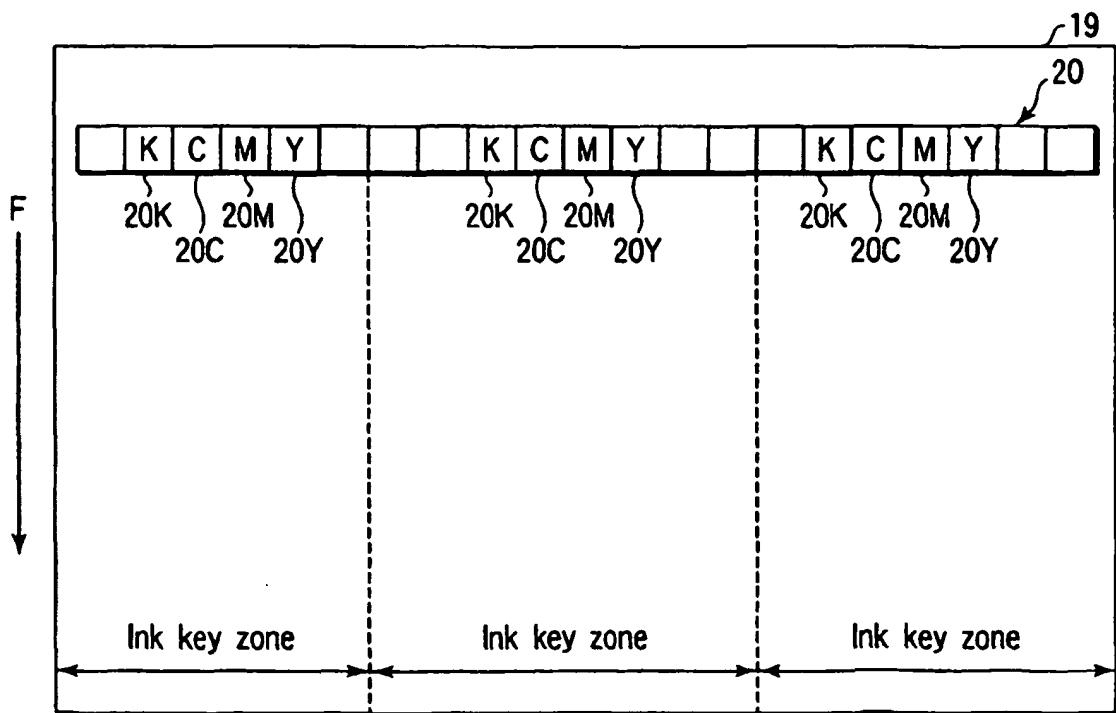 19
20
K C M Y K C M Y K C M Y
F
20K 20M 20K 20M 20K 20M
20C 20Y 20C 20Y 20C 20Y
Ink key zone Ink key zone Ink key zone